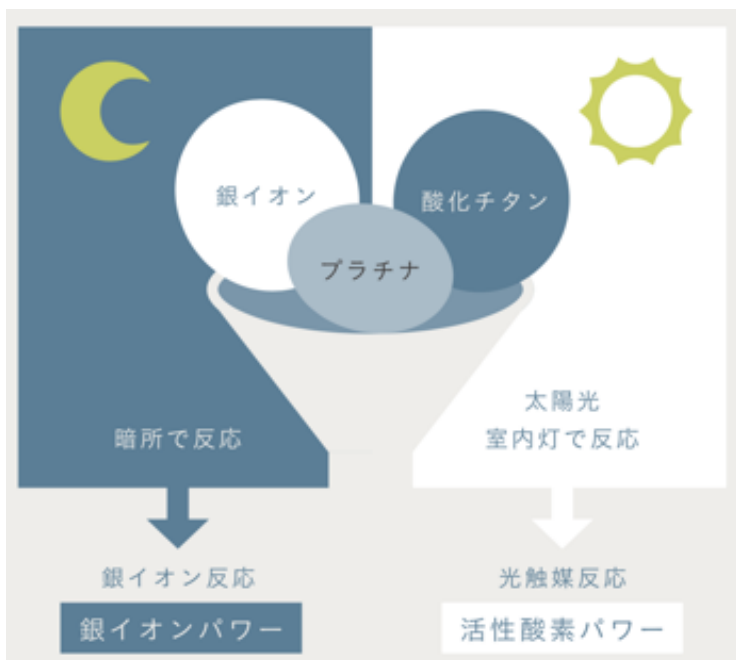 銀イオン
酸化チタン
プラチナ
暗所で反応
太陽光
室内灯で反応
銀イオン反応
銀イオンパワー
光触媒反応
活性酸素パワー